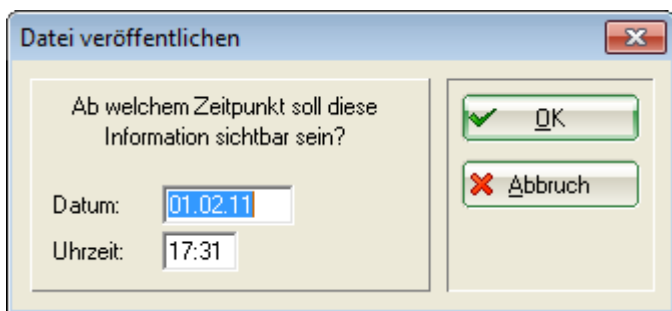 Datei veröffentlichen
Ab welchem Zeitpunkt soll diese
Information sichtbar sein?
Datum: 01.02.11
Uhrzeit: 17:31
OK
Abbruch